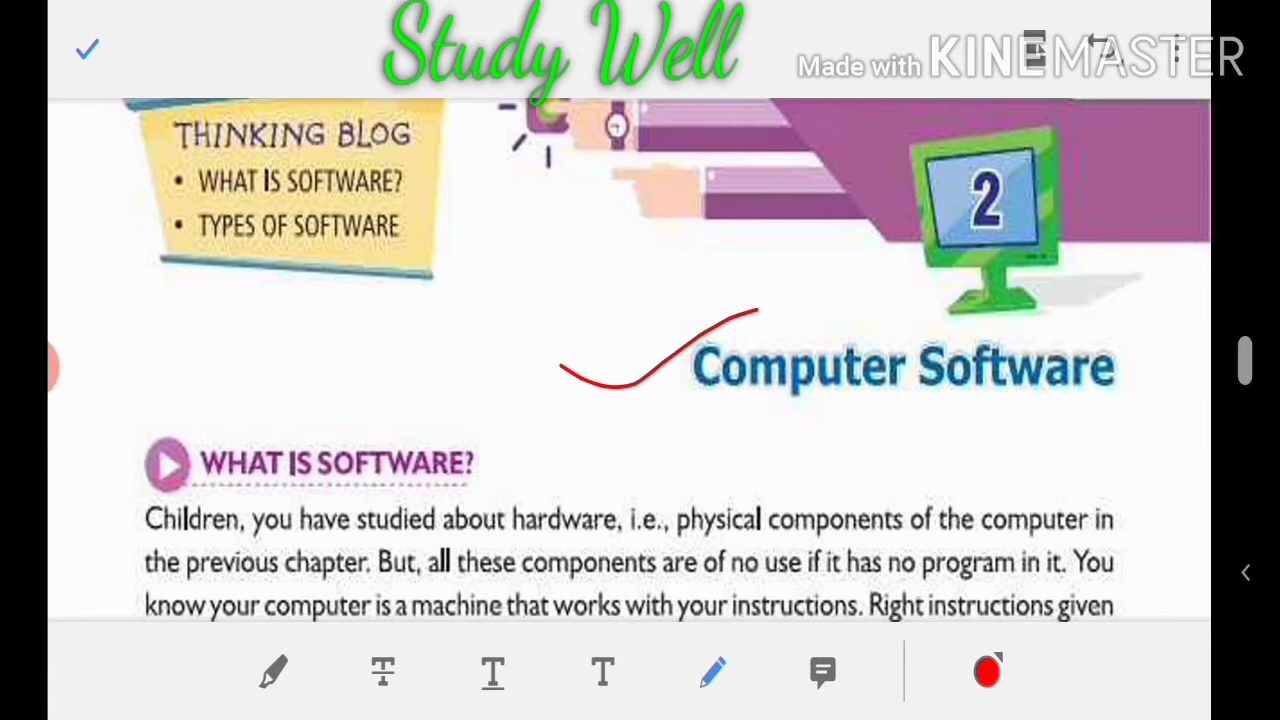 Study Well
Made with KINEMASTER
THINKING BLOG
• WHAT IS SOFTWARE?
• TYPES OF SOFTWARE
2
Computer Software
WHAT IS SOFTWARE?
Children, you have studied about hardware, i.e., physical components of the computer in
the previous chapter. But, all these components are of no use if it has no program in it. You
know your computer is a machine that works with your instructions. Right instructions given
T T T